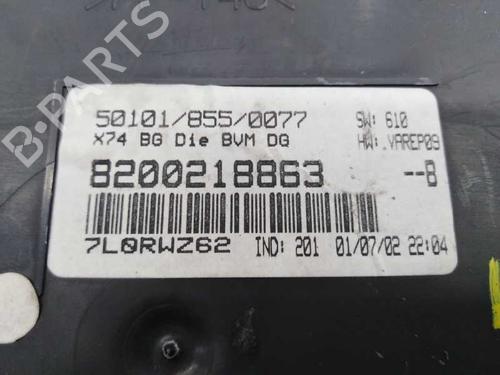 50101/855/0077 SW: 610
X74 BG Die BVM DG HW: .VAREP09
8200218863 --B
7L0RWZ62 IND: 201 01/07/02 22:04
B-PARTS